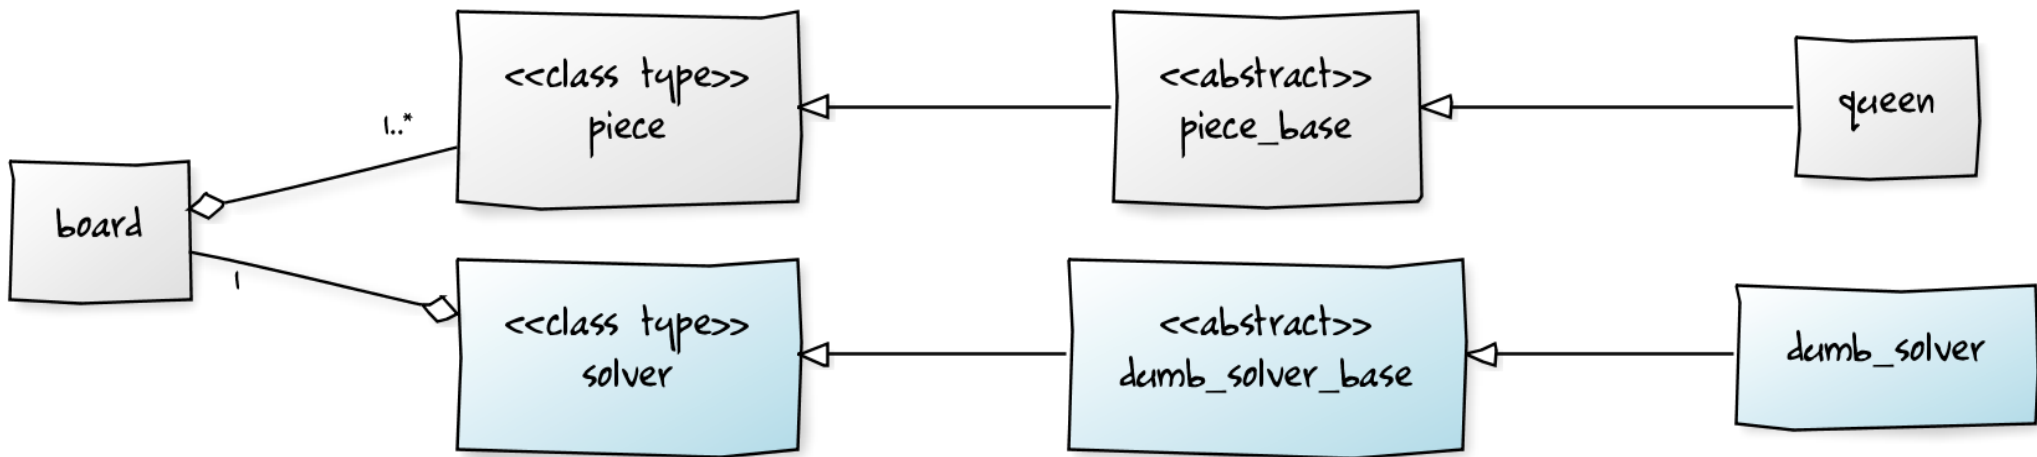 <<class type>>
piece
<<abstract>>
piece_base
queen
1..*
board
1
<<class type>>
solver
<<abstract>>
dumb_solver_base
dumb_solver